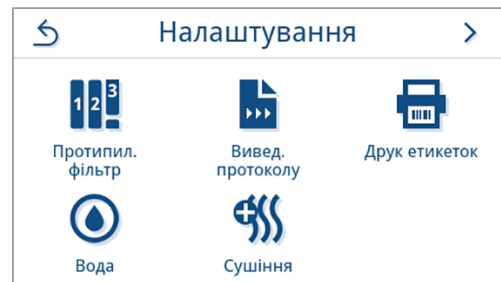 Налаштування
1 2 3
Протипил.
фільтр
Вивед.
протоколу
Друк етикеток
Вода
Сушіння